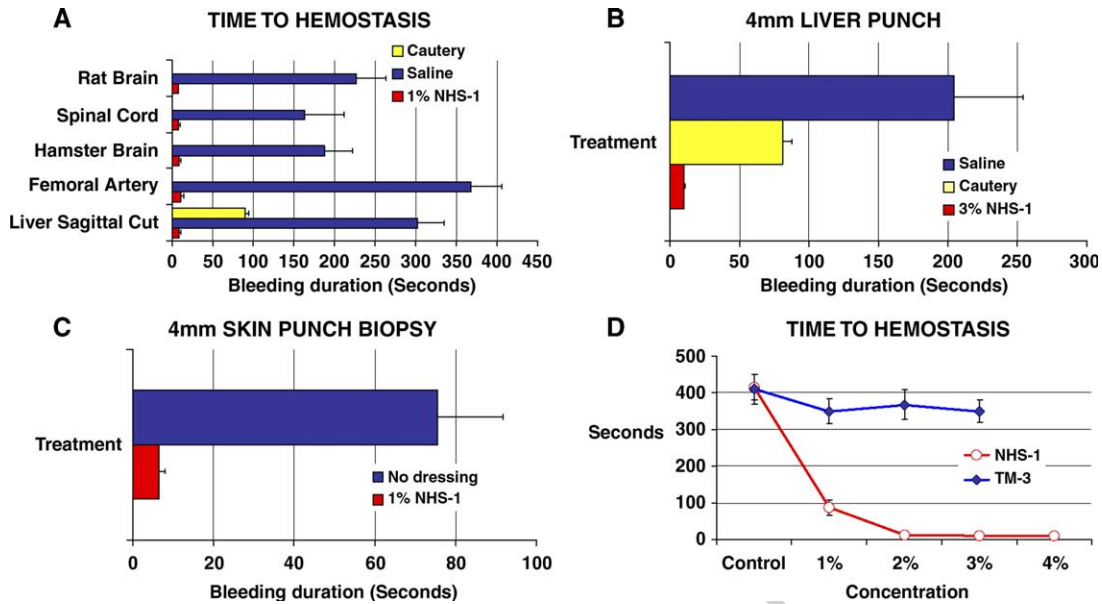 A TIME TO HEMOSTASIS
Cautery
Saline
1% NHS-1
Rat Brain
Spinal Cord
Hamster Brain
Femoral Artery
Liver Sagittal Cut
0 50 100 150 200 250 300 350 400 450
Bleeding duration (Seconds)
B 4mm LIVER PUNCH
Treatment
Saline
Cautery
3% NHS-1
0 50 100 150 200 250 300
Bleeding duration (Seconds)
C 4mm SKIN PUNCH BIOPSY
Treatment
No dressing
1% NHS-1
0 20 40 60 80 100
Bleeding duration (Seconds)
D TIME TO HEMOSTASIS
500
400
300
200
100
0
Seconds
NHS-1
TM-3
Control 1% 2% 3% 4%
Concentration